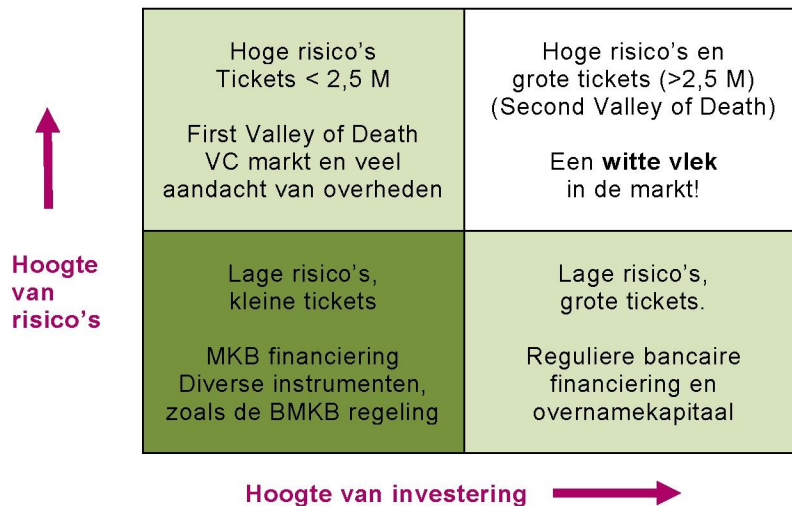 Hoge risico's
Tickets < 2,5 M
First Valley of Death
VC markt en veel
aandacht van overheden
Hoge risico's en
grote tickets (>2,5 M)
(Second Valley of Death)
Een witte vlek
in de markt!
Hoogte
van
risico's
Lage risico's,
kleine tickets
MKB financiering
Diverse instrumenten,
zoals de BMKB regeling
Lage risico's,
grote tickets.
Reguliere bancaire
financiering en
overnamekapitaal
Hoogte van investering